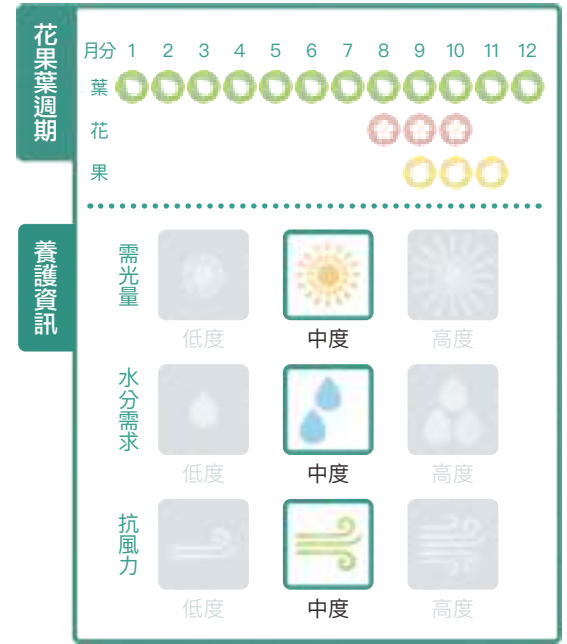 花果葉週期
月分 1 2 3 4 5 6 7 8 9 10 11 12
葉
花
果
養護資訊
需光量
低度 中度 高度
水分需求
低度 中度 高度
抗風力
低度 中度 高度